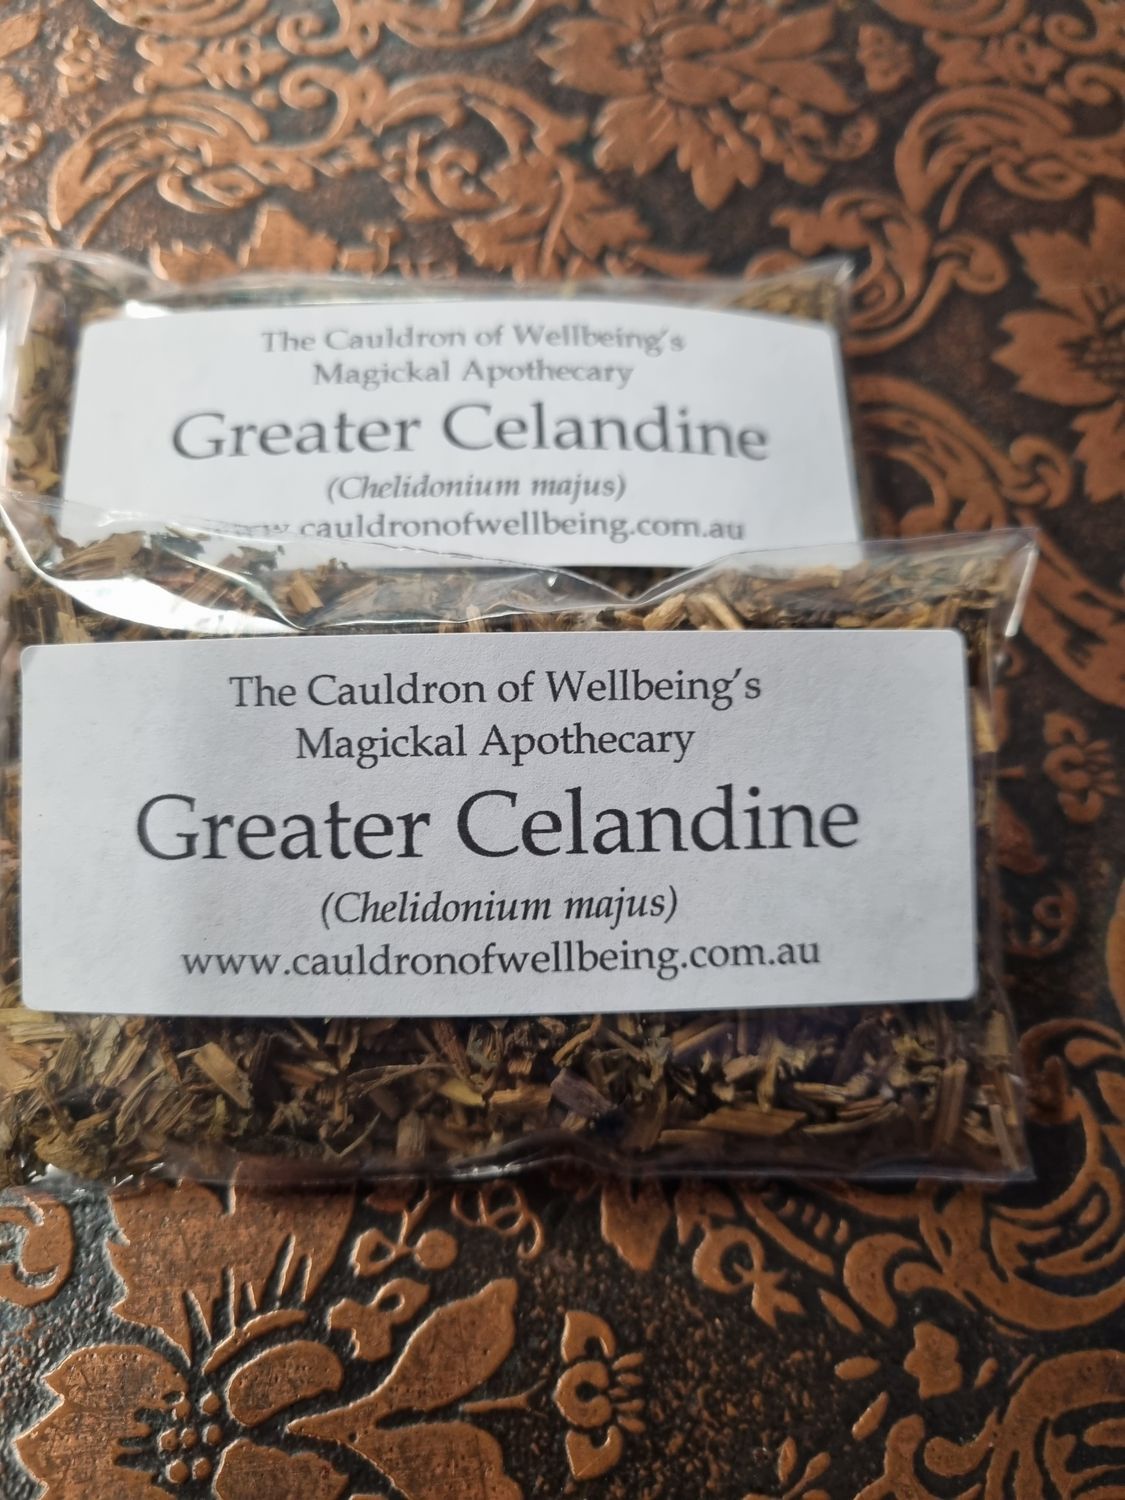 The Cauldron of Wellbeing's
Magickal Apothecary
Greater Celandine
(Chelidonium majus)
cauldronofwellbeing.com.au
The Cauldron of Wellbeing's
Magickal Apothecary
Greater Celandine
(Chelidonium majus)
www.cauldronofwellbeing.com.au